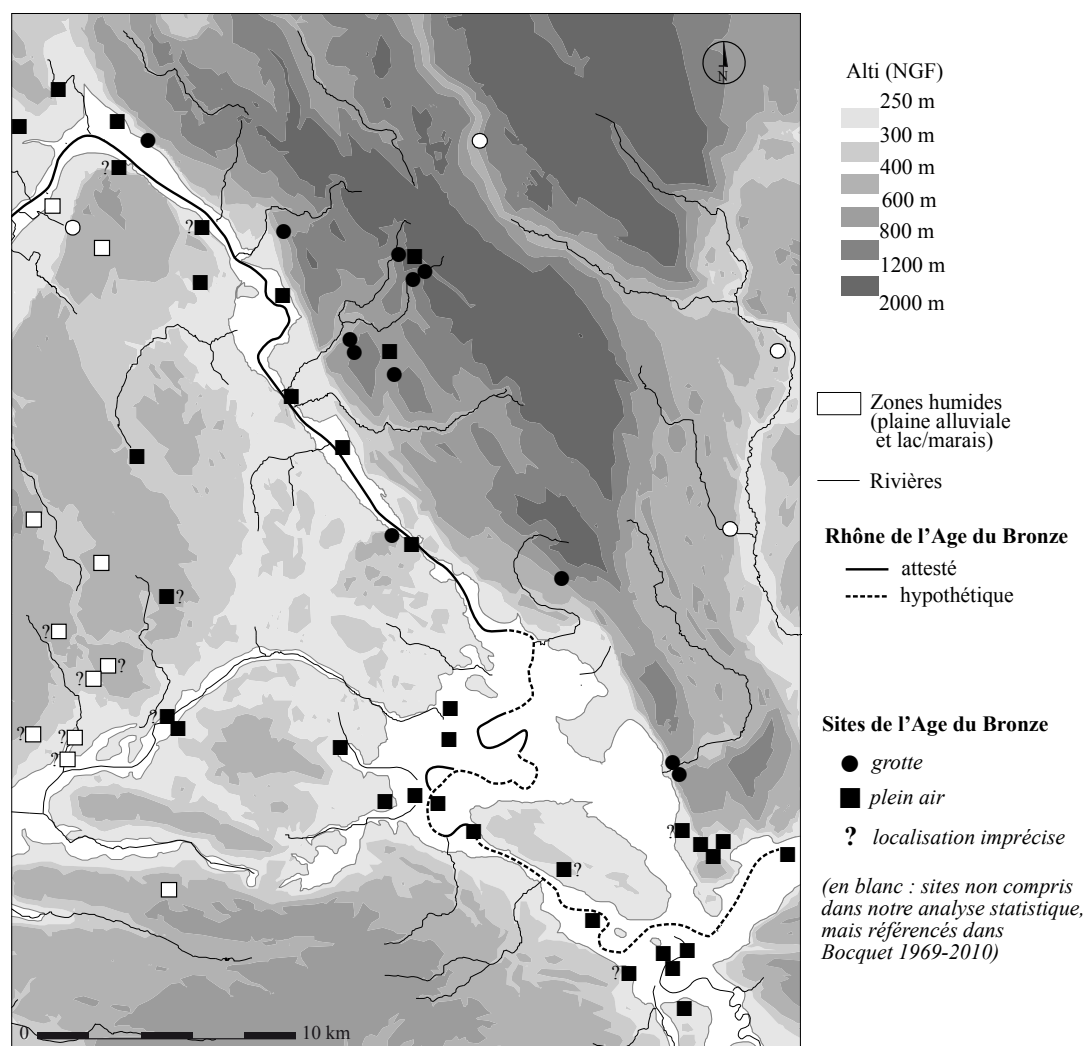 N
Alti (NGF)
250 m
300 m
400 m
600 m
800 m
1200 m
2000 m
Zones humides
(plaine alluviale
et lac/marais)
Rivières
Rhône de l’Age du Bronze
attesté
hypothétique
Sites de l’Age du Bronze
grotte
plein air
? localisation imprécise
(en blanc : sites non compris
dans notre analyse statistique,
mais référencés dans
Bocquet 1969-2010)
?
?
?
?
?
?
?
?
?
?
?
?
?
0 10 km